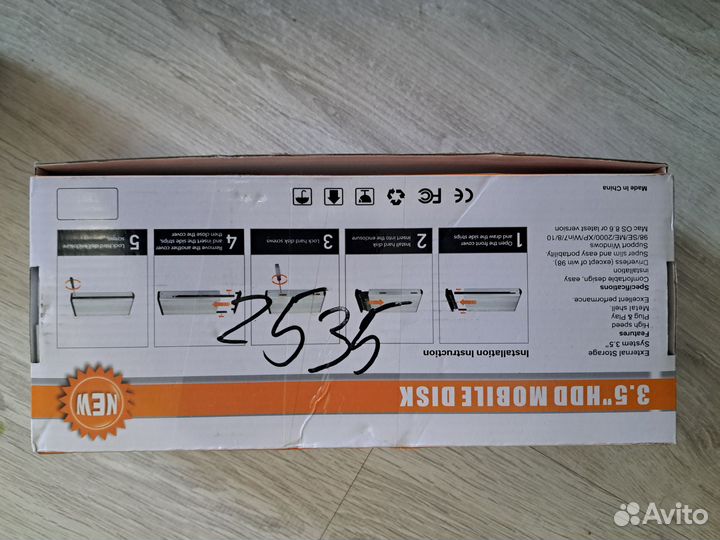 3.5"HDD MOBILE DISK
NEW
External Storage
System 3.5"
Features
High speed
Plug & Play
Metal shell
Excellent performance
Specifications
Comfortable design, easy
installation
Driverless (except of win 98)
Super slim and easy portability
Support Windows
98/SE/ME/2000/XP/Win7/8/10
Mac OS 8.6 or latest version
Made in China
Installation Instruction
1
Open the front cover
and draw the side strips
2
Install hard disk
Insert into the enclosure
3
Lock hard disk screws
4
Remove the another cover
and insert the side strips
then close the cover
5
screws
CE FC
2535
Avito